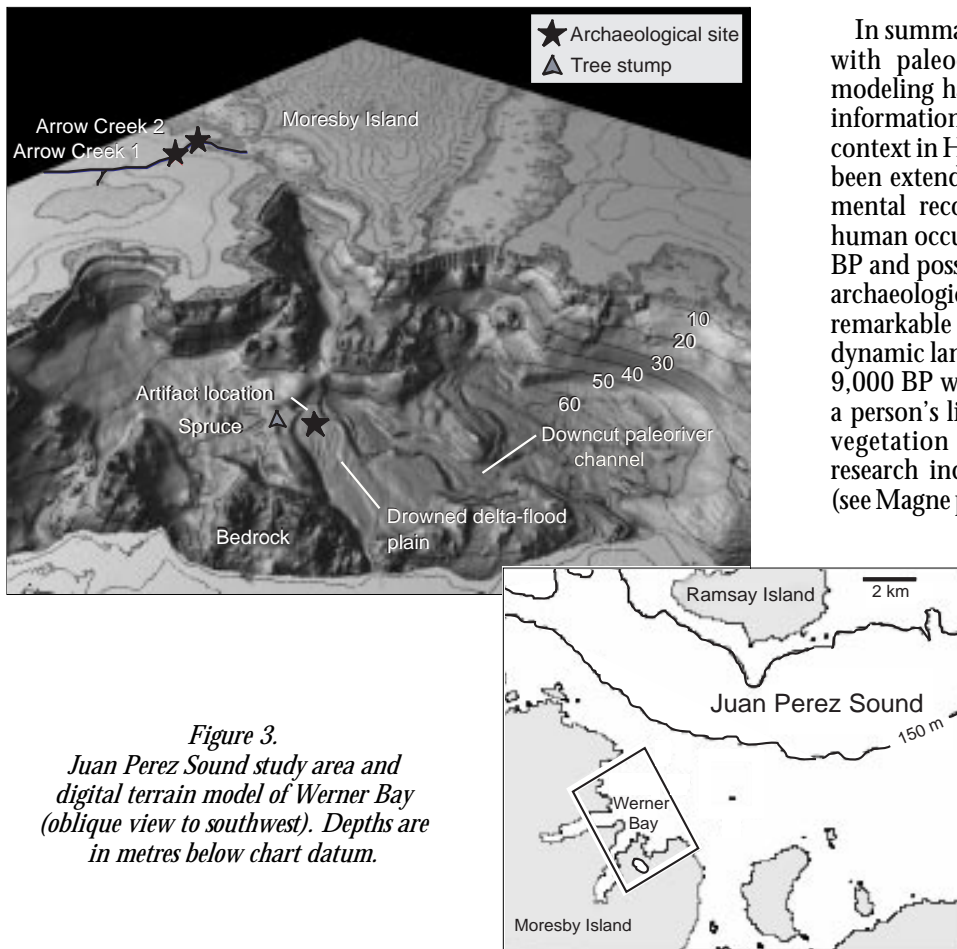 Archaeological site
Tree stump
Arrow Creek 2
Arrow Creek 1
Moresby Island
10
20
30
40
50
60
Artifact location
Spruce
Downcut paleoriver
channel
Drowned delta-flood
plain
Bedrock
In summa
with paleo
modeling h
information
context in H
been extend
mental reco
human occu
BP and poss
archaeologic
remarkable
dynamic lan
9,000 BP w
a person's li
vegetation
research inc
(see Magne p
Figure 3.
Juan Perez Sound study area and
digital terrain model of Werner Bay
(oblique view to southwest). Depths are
in metres below chart datum.
Ramsay Island
2 km
Juan Perez Sound
150 m
Werner
Bay
Moresby Island